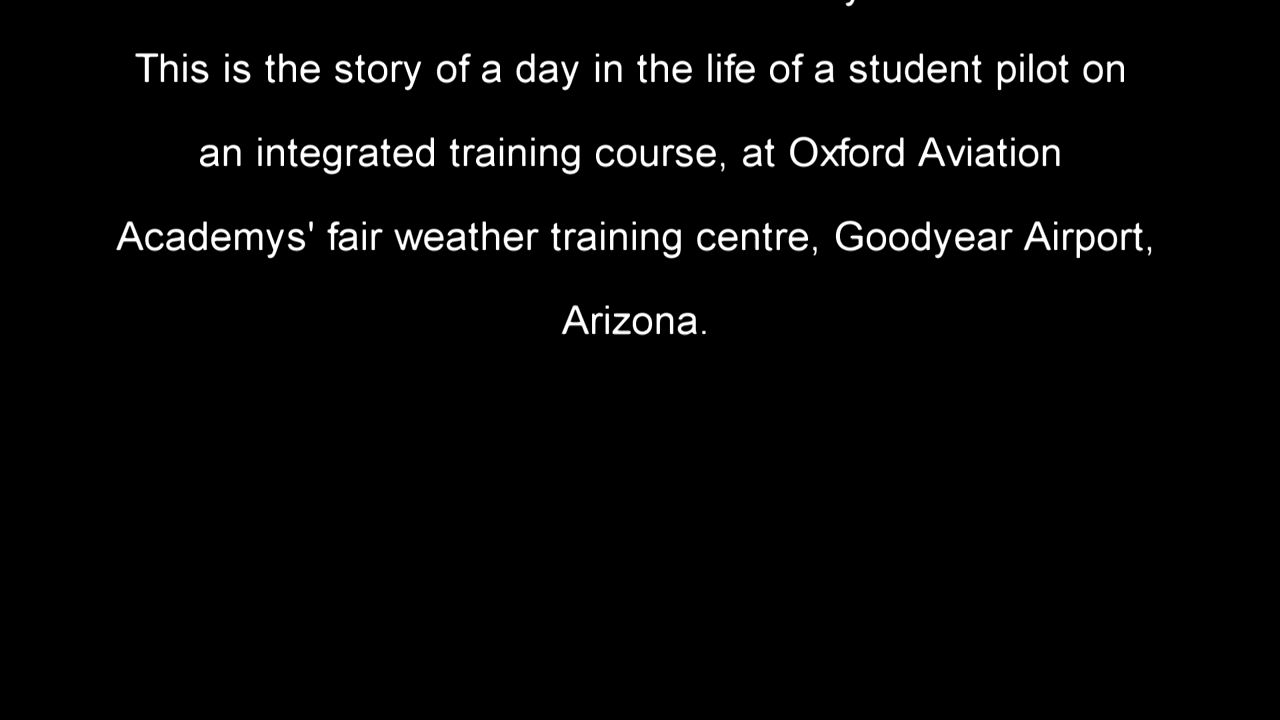 This is the story of a day in the life of a student pilot on
an integrated training course, at Oxford Aviation
Academys' fair weather training centre, Goodyear Airport,
Arizona.